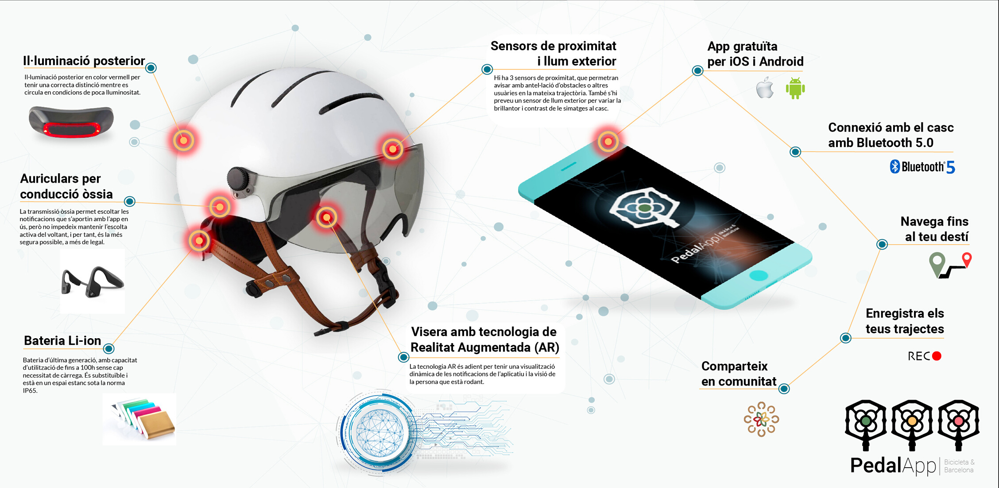 Il·luminació posterior
Il·luminació posterior en color vermell per
tenir una correcta distinció mentre es
circula en condicions de poca lluminositat.
Auriculars per
conducció òssia
La transmissió òssia permet escoltar les
notificacions que s'aportin amb l'app en
ús, però no impedeix mantenir l'escolta
activa del voltant, i per tant, és la més
segura possible, a més de legal.
Bateria Li-ion
Bateria d'última generació, amb capacitat
d'utilització de fins a 100h sense cap
necessitat de càrrega. És substituïble i
està en un espai estanc sota la norma
IP65.
Sensors de proximitat
i llum exterior
Hi ha 3 sensors de proximitat, que permetran
avisar amb antel·lació d'obstacles o altres
usuàries en la mateixa trajectòria. També s'hi
preveu un sensor de llum exterior per variar la
brillantor i contrast de le simatges al casc.
Visera amb tecnologia de
Realitat Augmentada (AR)
La tecnologia AR és adient per tenir una visualització
dinàmica de les notificacions de l'aplicatiu i la visió de
la persona que està rodant.
PedalApp
App gratuïta
per iOS i Android
Connexió amb el casc
amb Bluetooth 5.0
Bluetooth® 5
Navega fins
al teu destí
Enregistra els
teus trajectes
REC
Comparteix
en comunitat
PedalApp
Bicicleta &
Barcelona